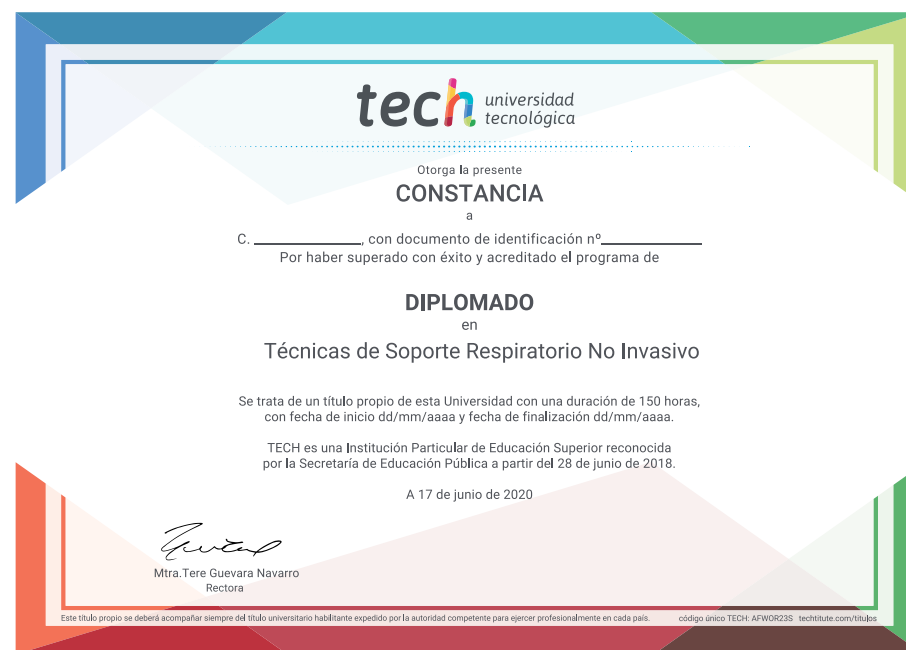 tech universidad
tecnológica
Otorga la presente
CONSTANCIA
a
C. ____________, con documento de identificación nº____________
Por haber superado con éxito y acreditado el programa de
DIPLOMADO
en
Técnicas de Soporte Respiratorio No Invasivo
Se trata de un título propio de esta Universidad con una duración de 150 horas,
con fecha de inicio dd/mm/aaaa y fecha de finalización dd/mm/aaaa.
TECH es una Institución Particular de Educación Superior reconocida
por la Secretaría de Educación Pública a partir del 28 de junio de 2018.
A 17 de junio de 2020
Mtra.Tere Guevara Navarro
Rectora
Este título propio se deberá acompañar siempre del título universitario habilitante expedido por la autoridad competente para ejercer profesionalmente en cada país. código único TECH: AFWOR23S techtitute.com/titulos